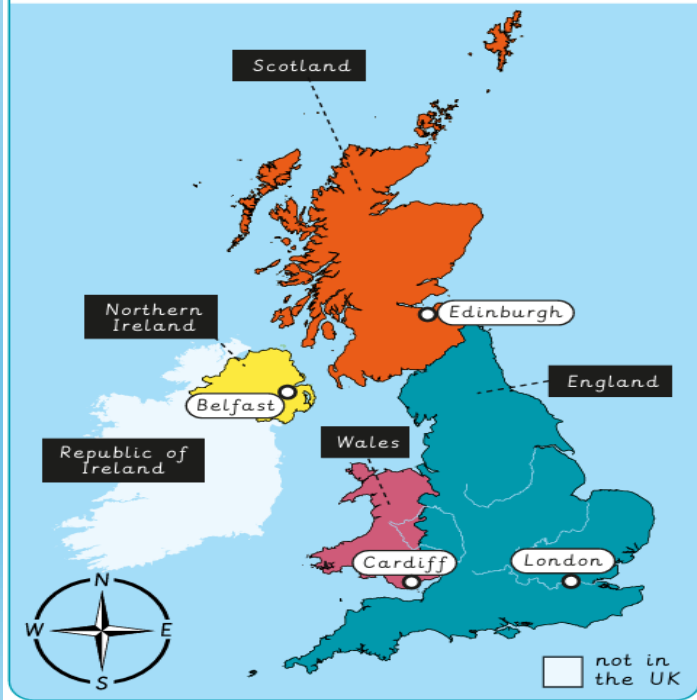 Scotland
Edinburgh
Northern
Ireland
England
Belfast
Wales
Republic of
Ireland
Cardiff
London
N
W
E
S
not in
the UK